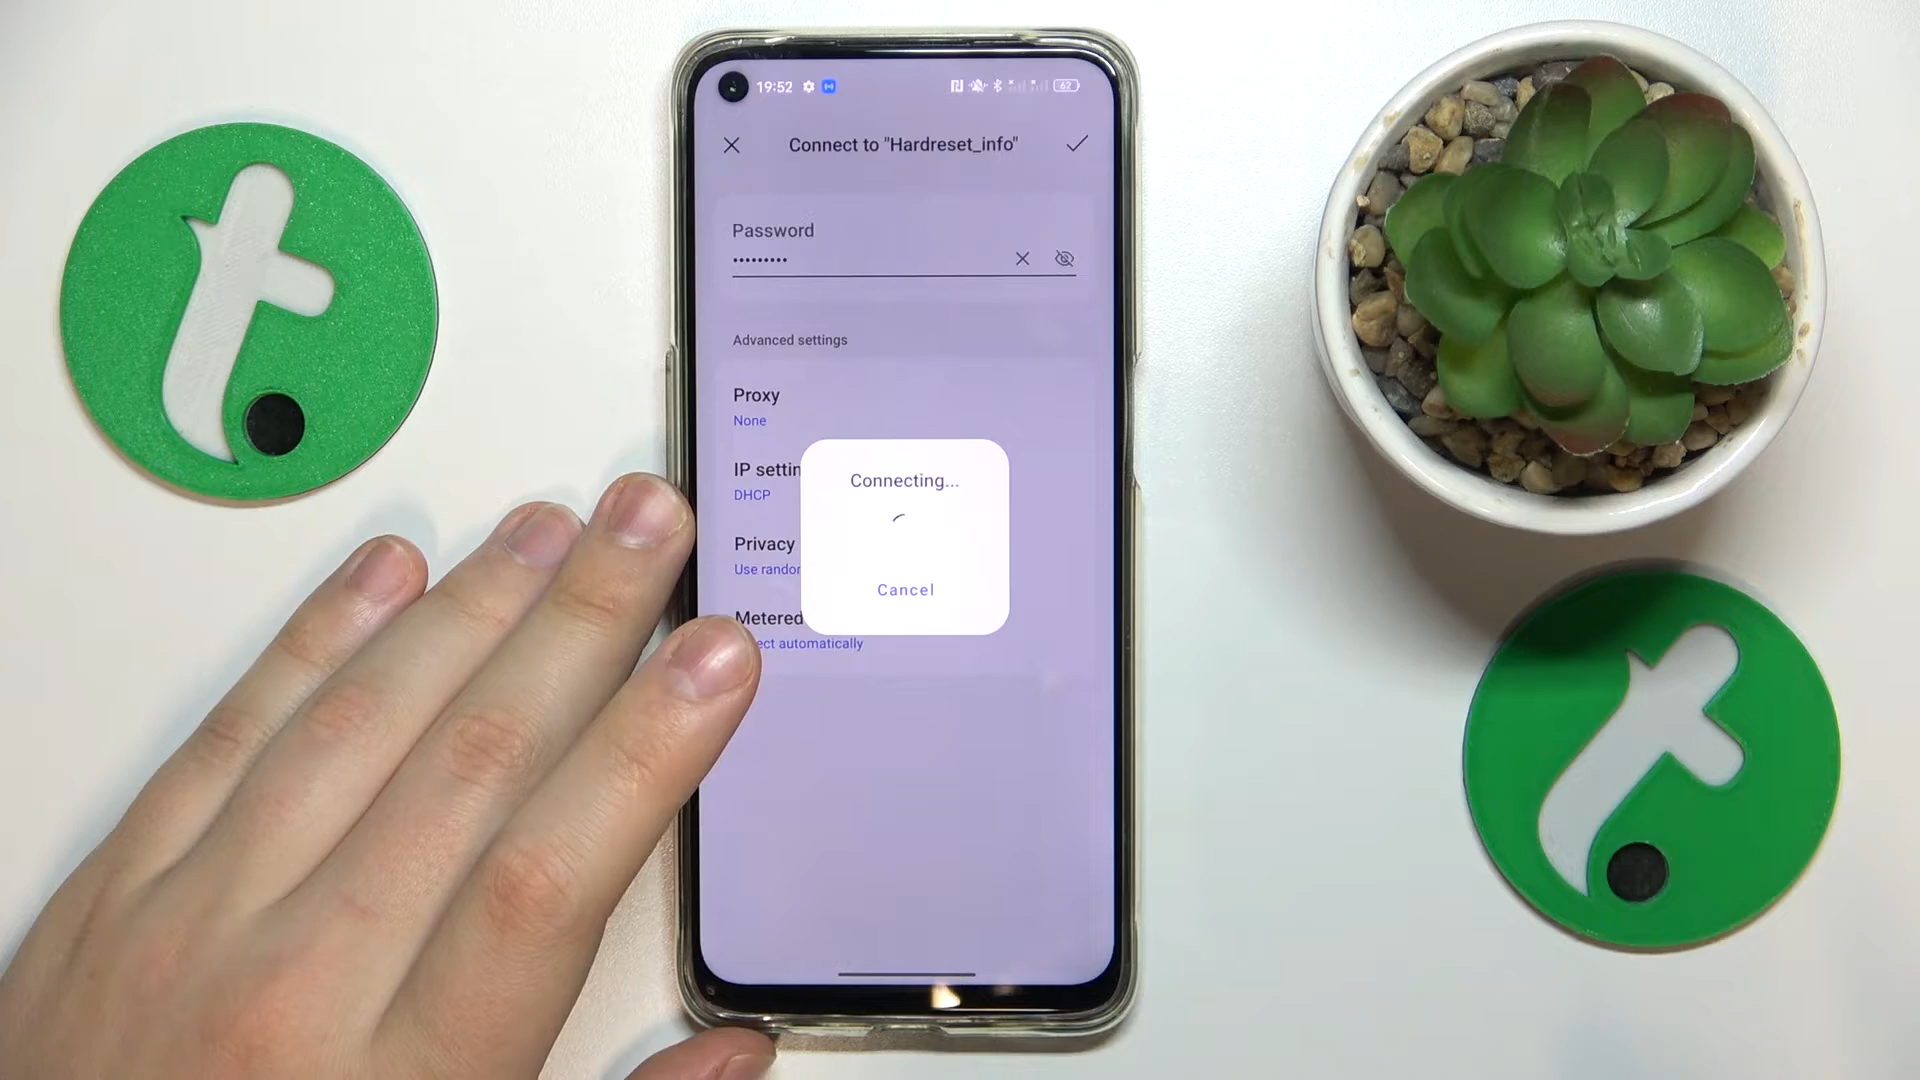 19:52
62
Connect to "Hardreset_info"
Password
•••••••••
Advanced settings
Proxy
None
IP settin
DHCP
Privacy
Use randor
Metered
ect automatically
Connecting...
Cancel